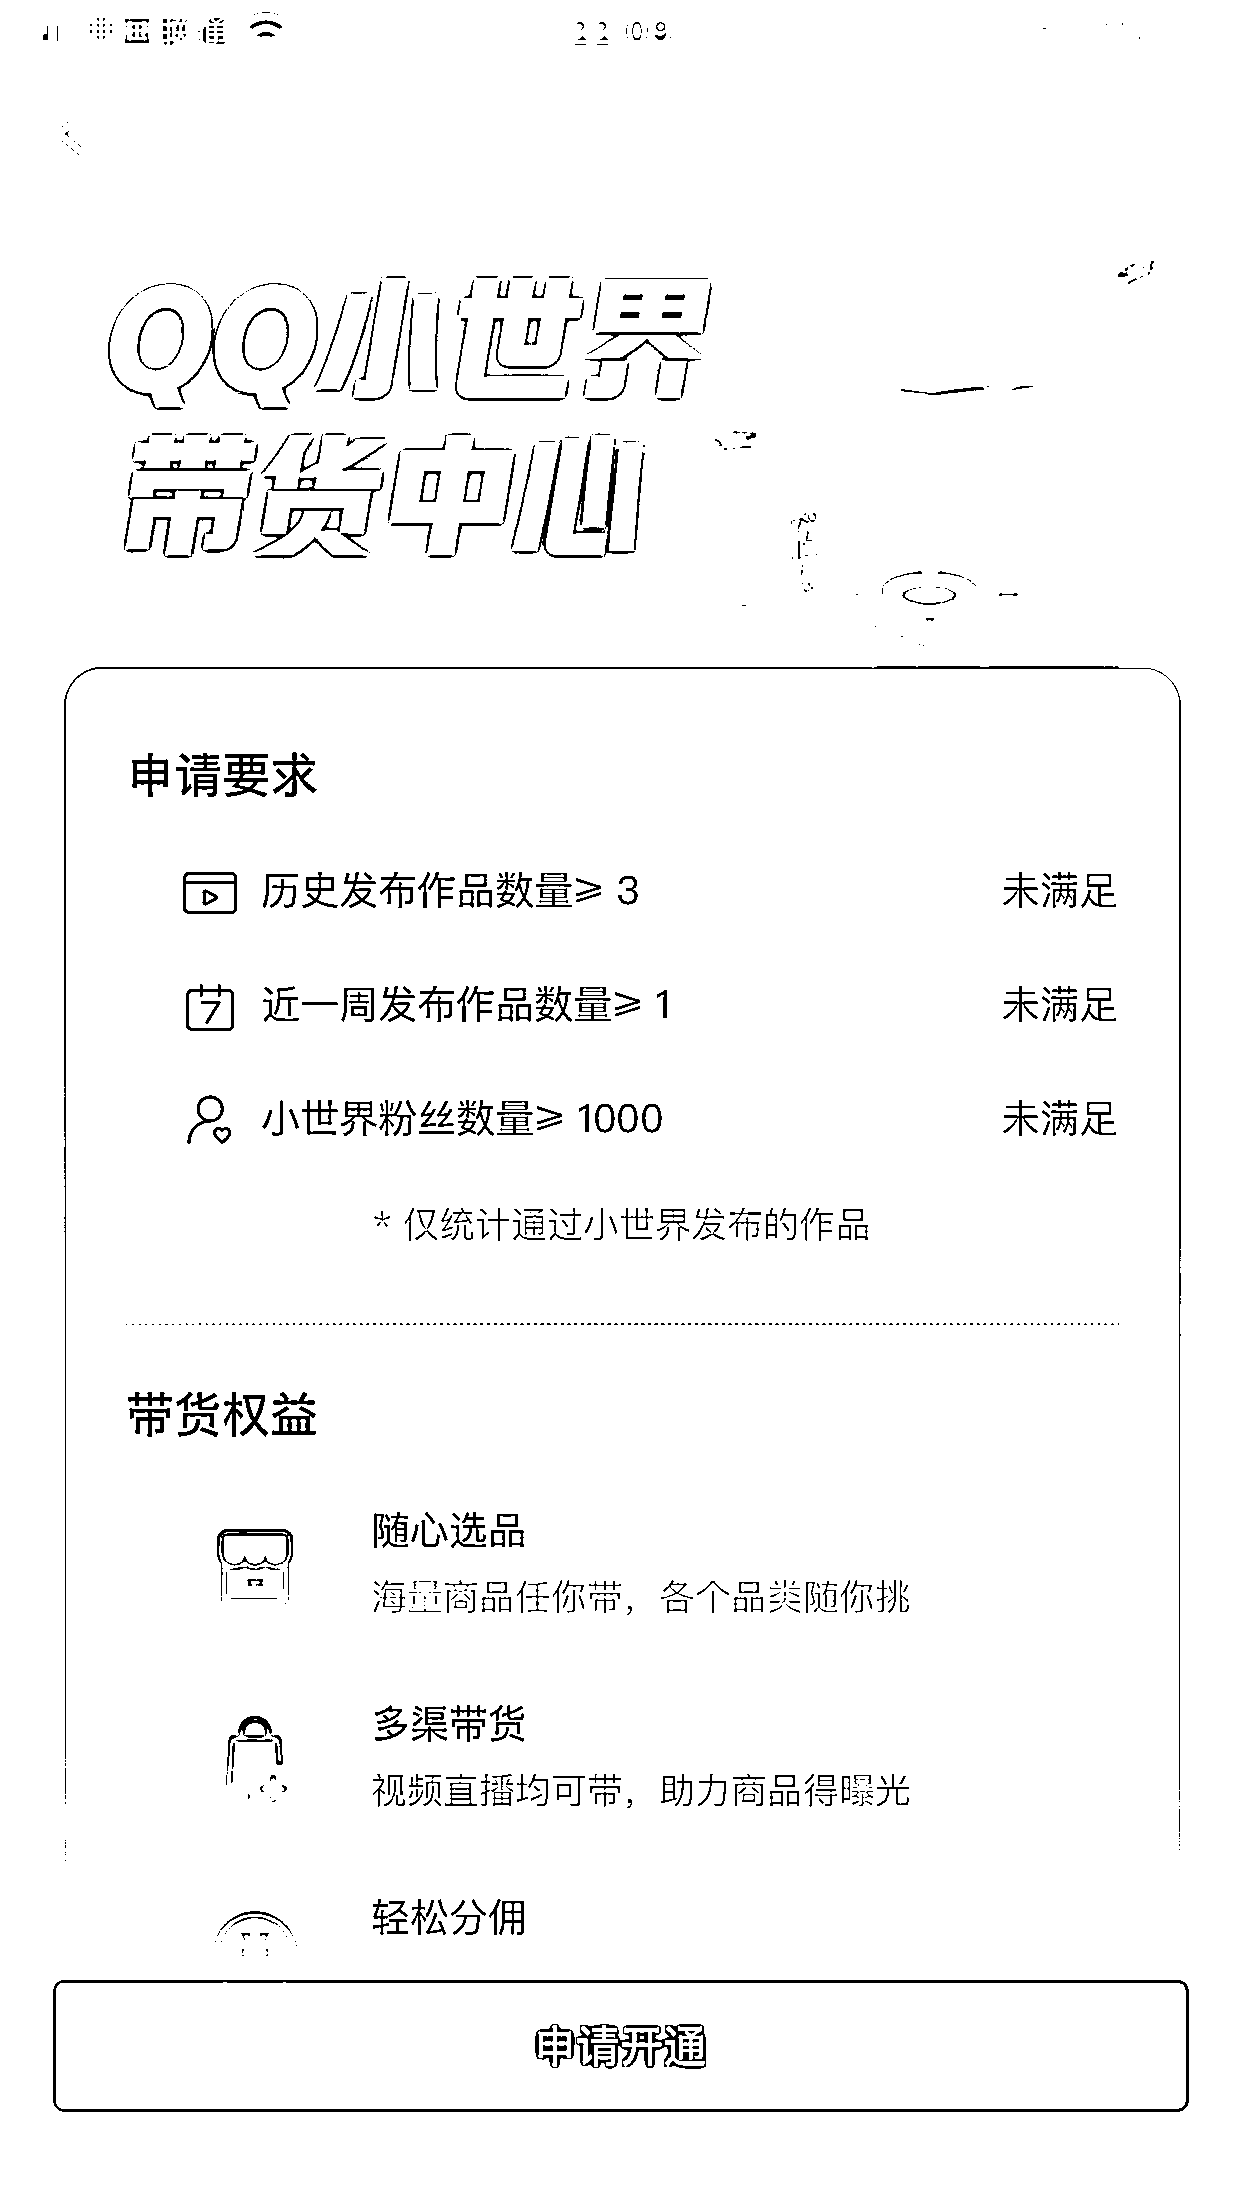 22:09
QQ小世界
带货中心
申请要求
历史发布作品数量≥ 3 未满足
7 近一周发布作品数量≥ 1 未满足
小世界粉丝数量≥ 1000 未满足
* 仅统计通过小世界发布的作品
带货权益
随心选品
海量商品任你带，各个品类随你挑
多渠带货
视频直播均可带，助力商品得曝光
轻松分佣
申请开通